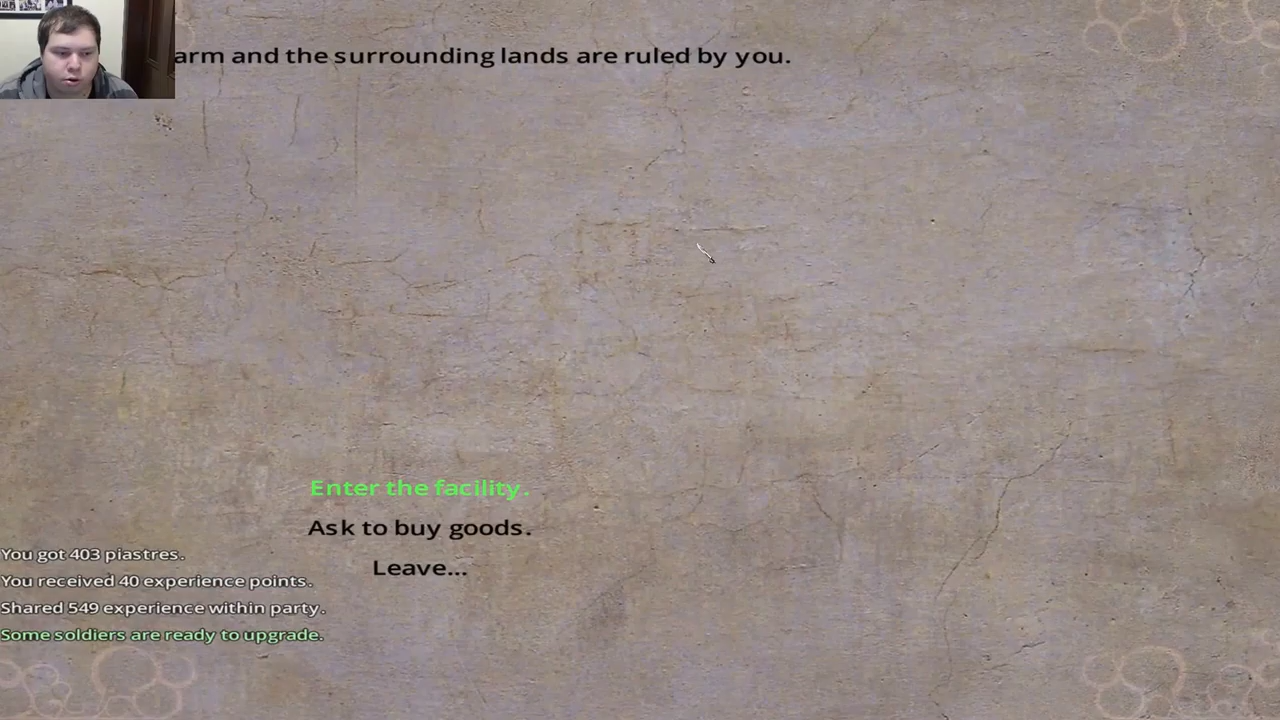 arm and the surrounding lands are ruled by you.
Enter the facility.
Ask to buy goods.
Leave...
You got 403 piastres.
You received 40 experience points.
Shared 549 experience within party.
Some soldiers are ready to upgrade.